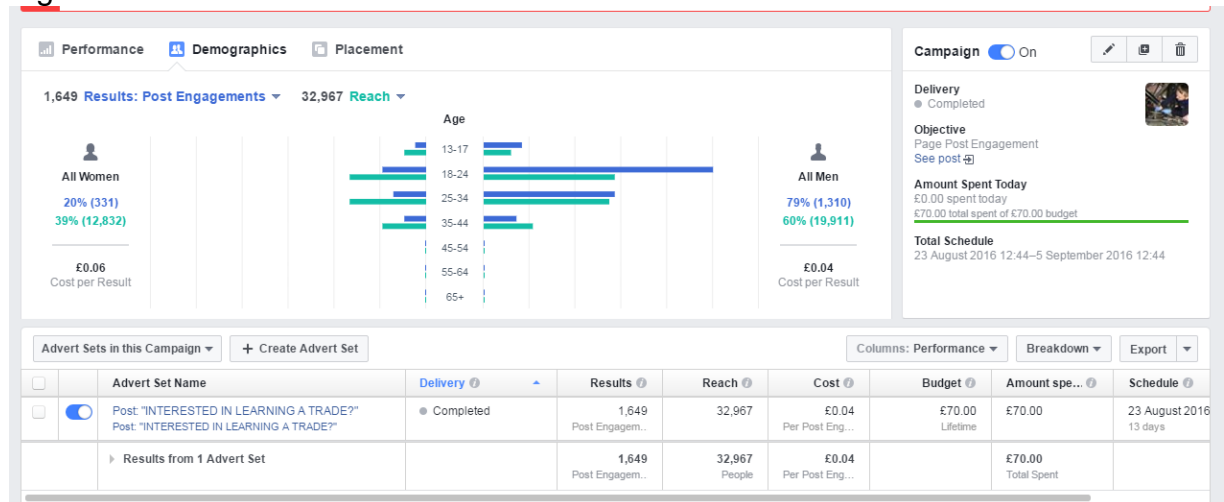 Performance Demographics Placement
1,649 Results: Post Engagements 32,967 Reach
Age
13-17
18-24
25-34
35-44
45-54
55-64
65+
All Women
20% (331)
39% (12,832)
£0.06
Cost per Result
All Men
79% (1,310)
60% (19,911)
£0.04
Cost per Result
Campaign On
Delivery
Completed
Objective
Page Post Engagement
See post
Amount Spent Today
£0.00 spent today
£70.00 total spent of £70.00 budget
Total Schedule
23 August 2016 12:44–5 September 2016 12:44
Advert Sets in this Campaign + Create Advert Set Columns: Performance Breakdown Export
Advert Set Name Delivery Results Reach Cost Budget Amount spe... Schedule
Post: "INTERESTED IN LEARNING A TRADE?" Completed 1,649 32,967 £0.04 £70.00 £70.00 23 August 2016
Post: "INTERESTED IN LEARNING A TRADE?" Post Engagem... Per Post Eng... Lifetime 13 days
Results from 1 Advert Set 1,649 32,967 £0.04 £70.00
Post Engagem... People Per Post Eng... Total Spent